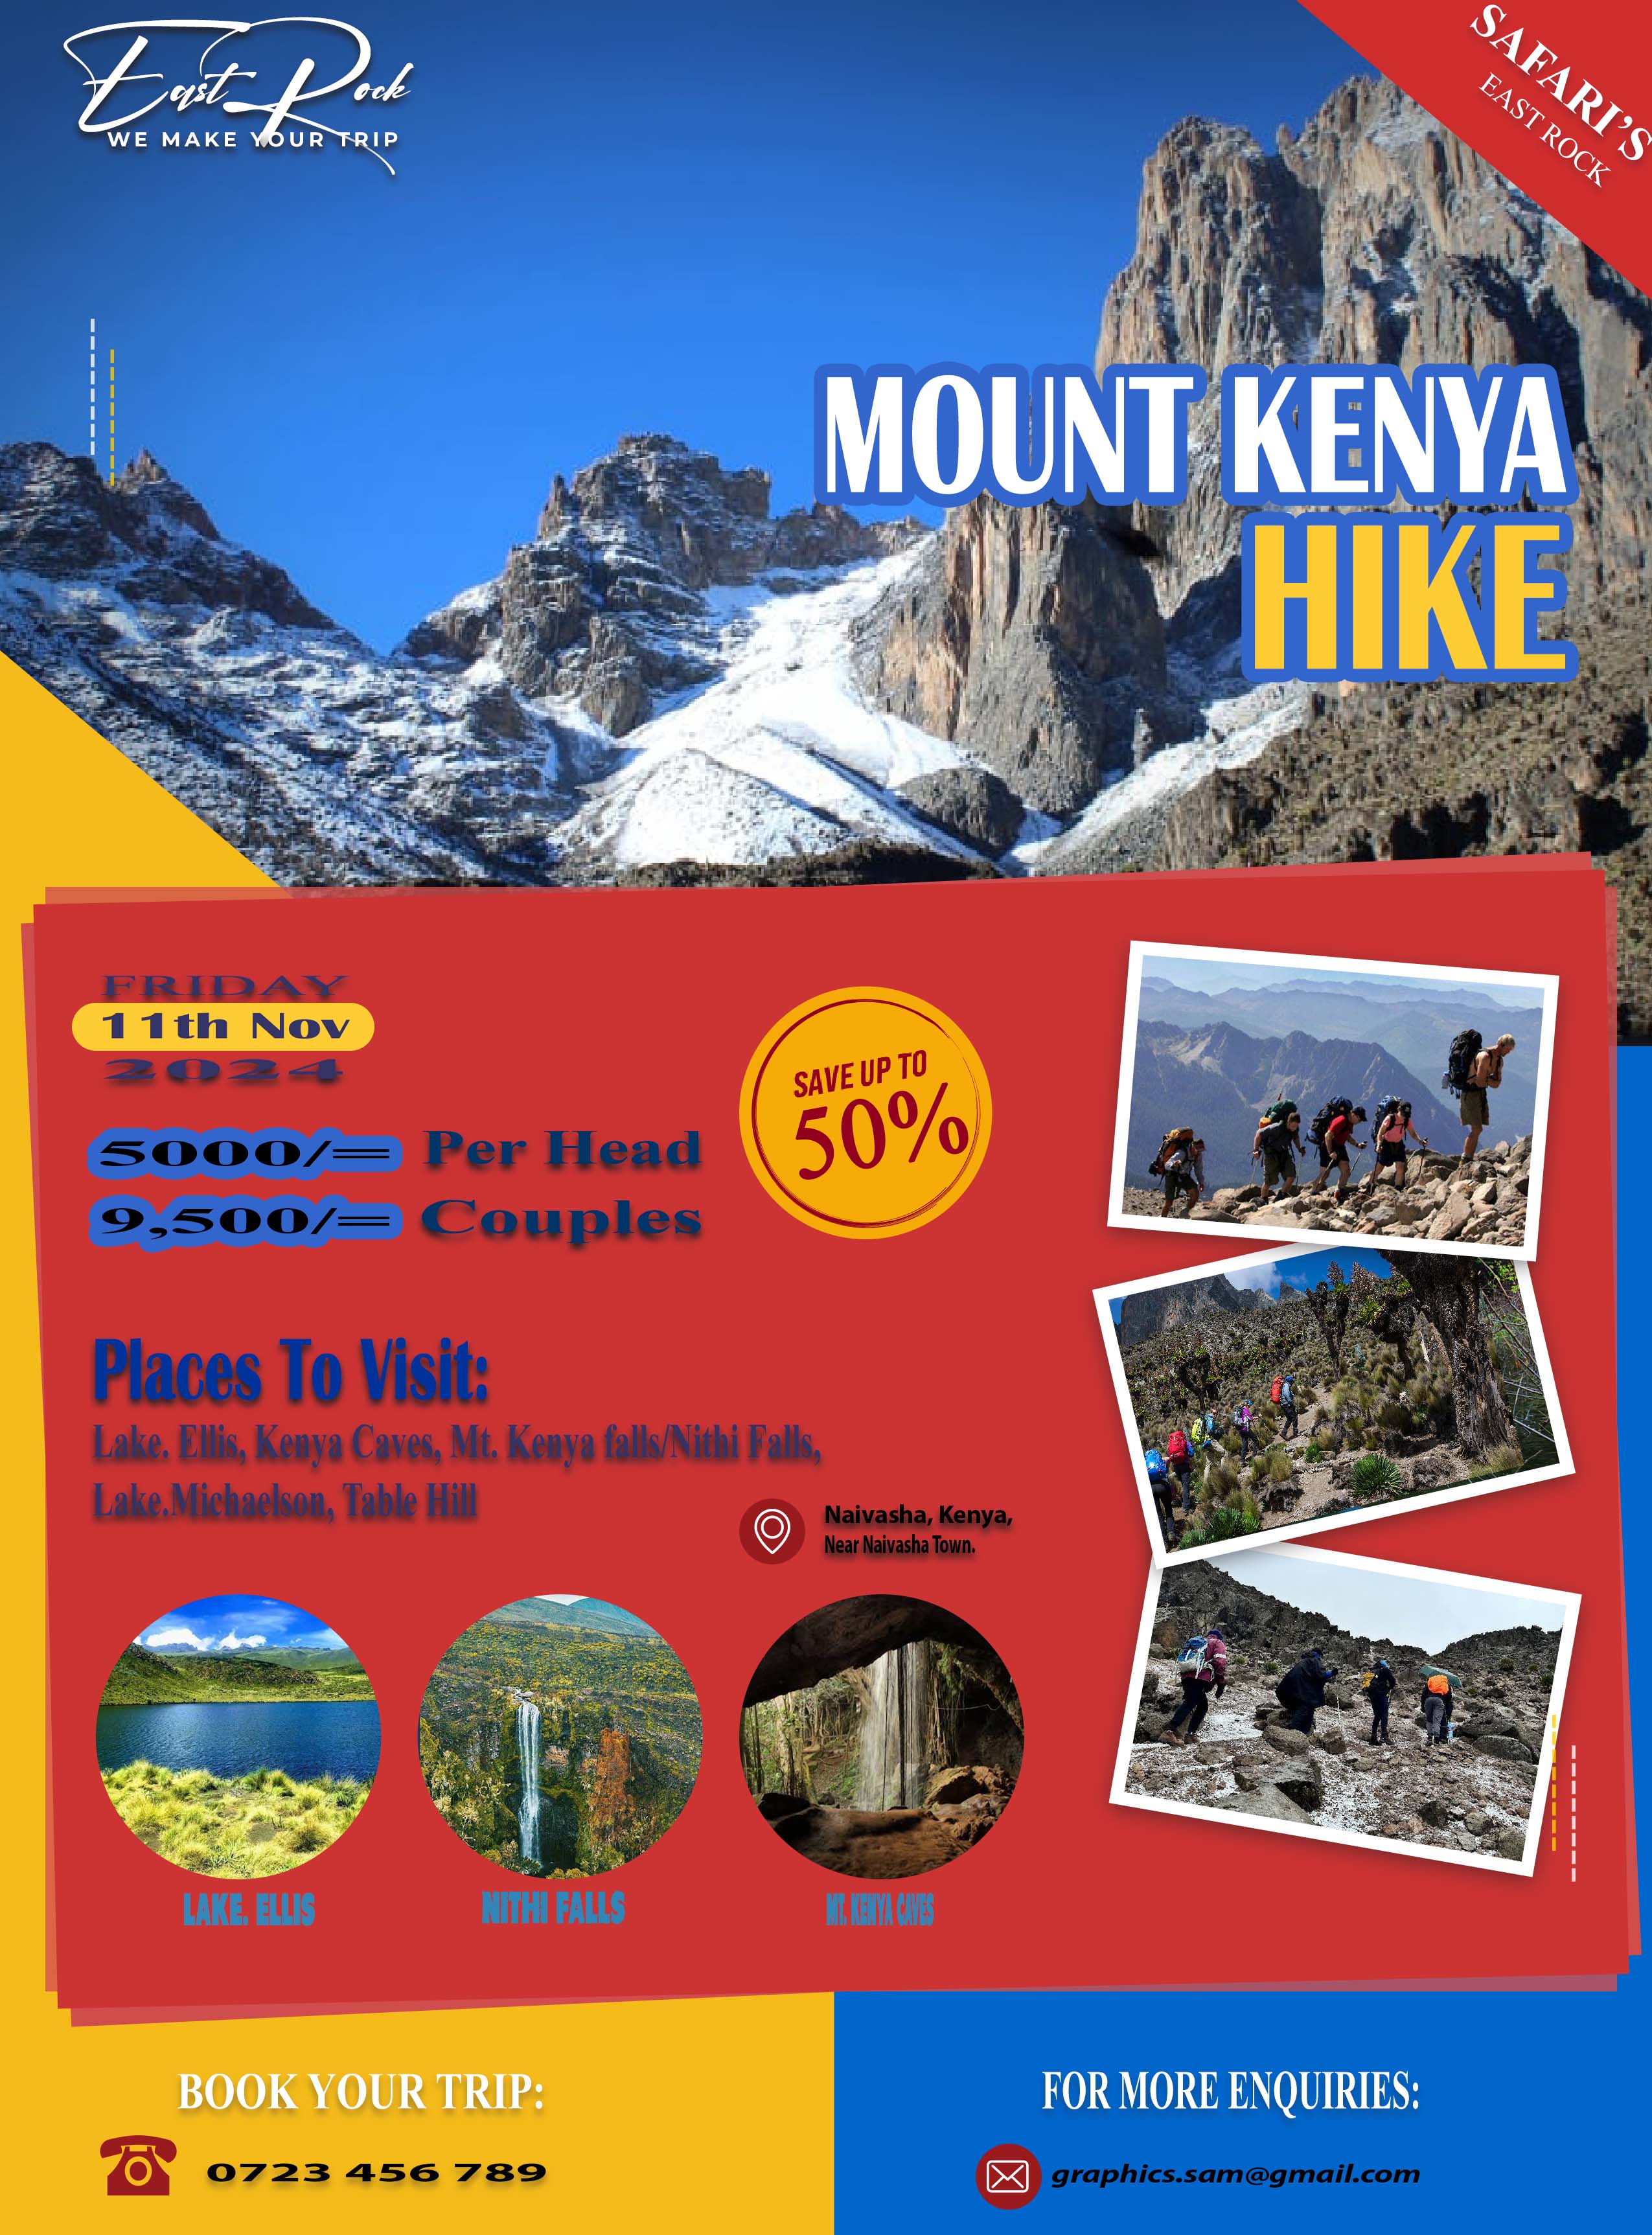 East Rock
WE MAKE YOUR TRIP
SAFARI'S
EAST ROCK
MOUNT KENYA
HIKE
FRIDAY
11th Nov
2024
5000/= Per Head
9,500/= Couples
SAVE UP TO
50%
Places To Visit:
Lake. Ellis, Kenya Caves, Mt. Kenya falls/Nithi Falls,
Lake.Michaelson, Table Hill
Naivasha, Kenya,
Near Naivasha Town.
LAKE. ELLIS
NITHI FALLS
MT. KENYA CAVES
BOOK YOUR TRIP:
0723 456 789
FOR MORE ENQUIRIES:
graphics.sam@gmail.com